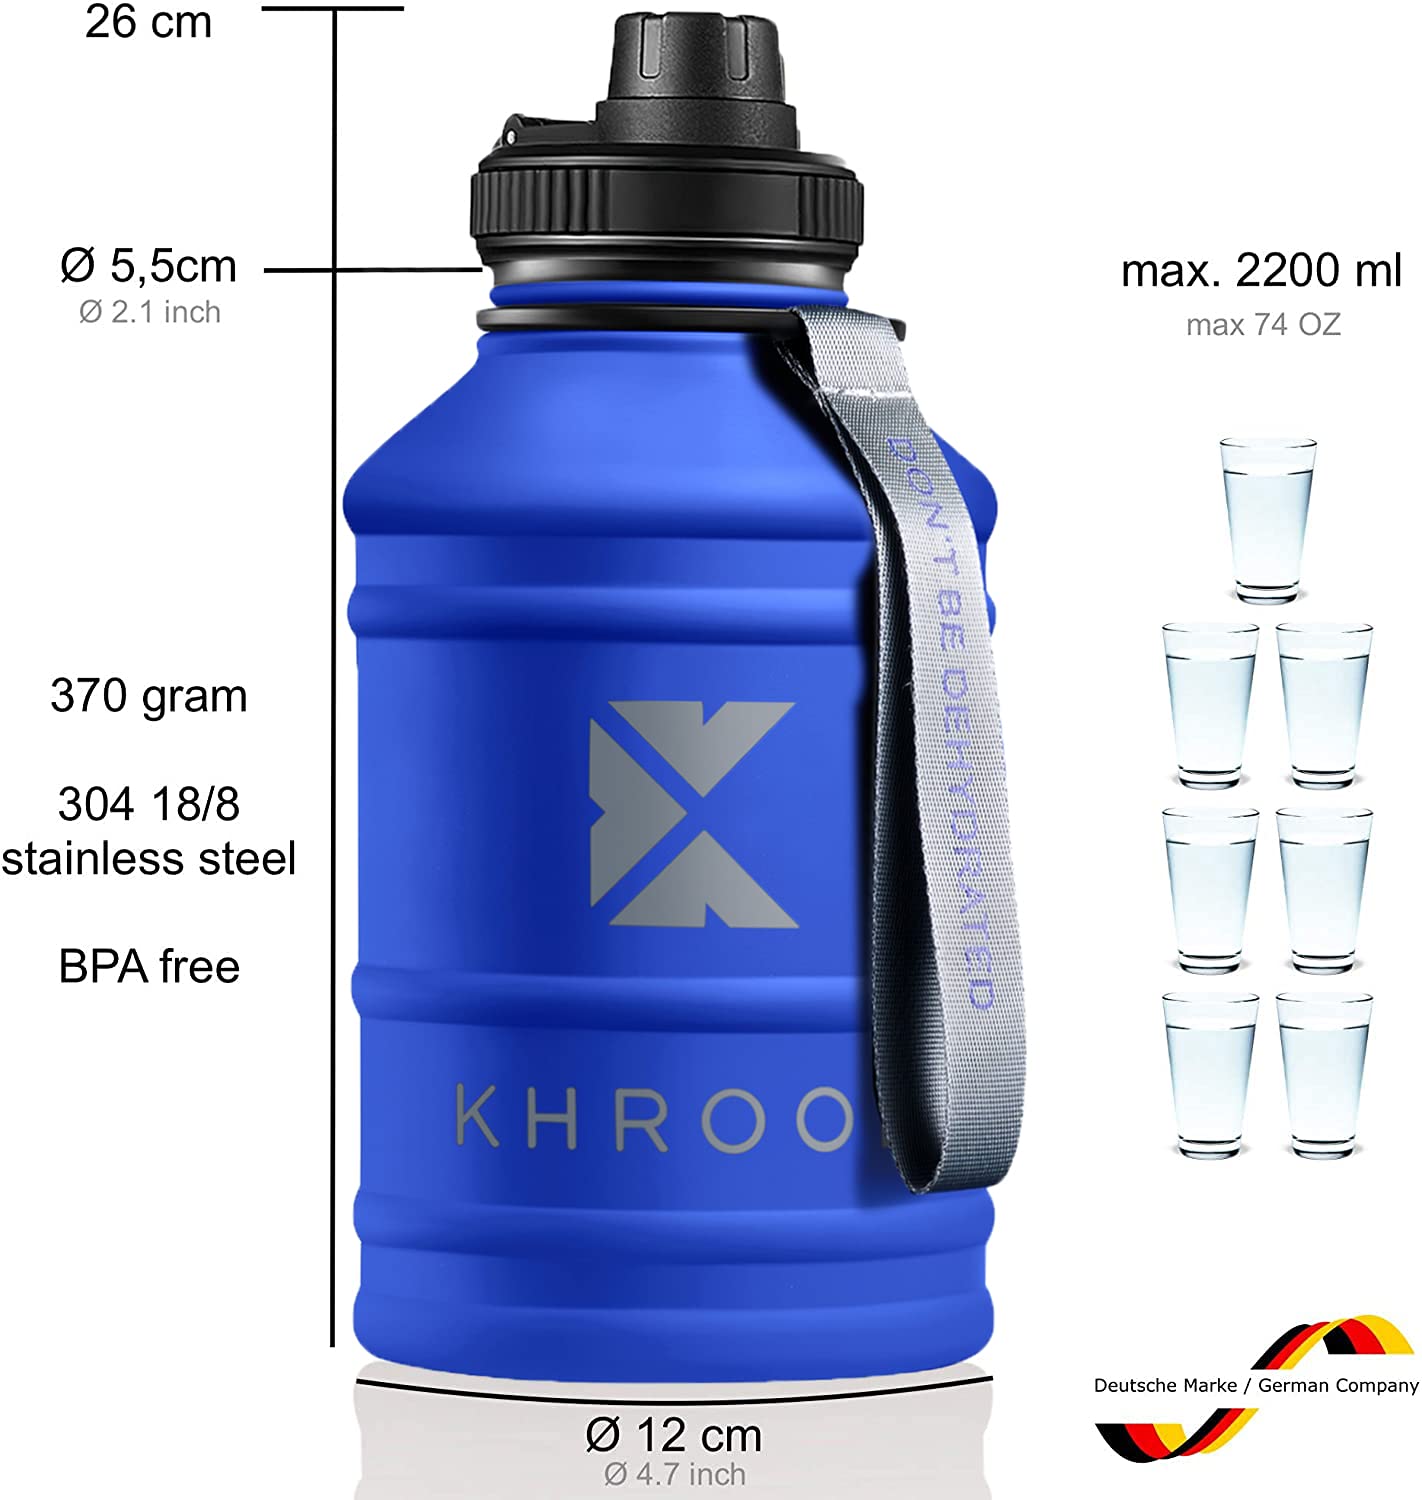 26 cm
Ø 5,5cm
Ø 2.1 inch
max. 2200 ml
max 74 OZ
370 gram
304 18/8
stainless steel
BPA free
DON'T BE DEHYDRATED
KHROO
Deutsche Marke / German Company
Ø 12 cm
Ø 4.7 inch